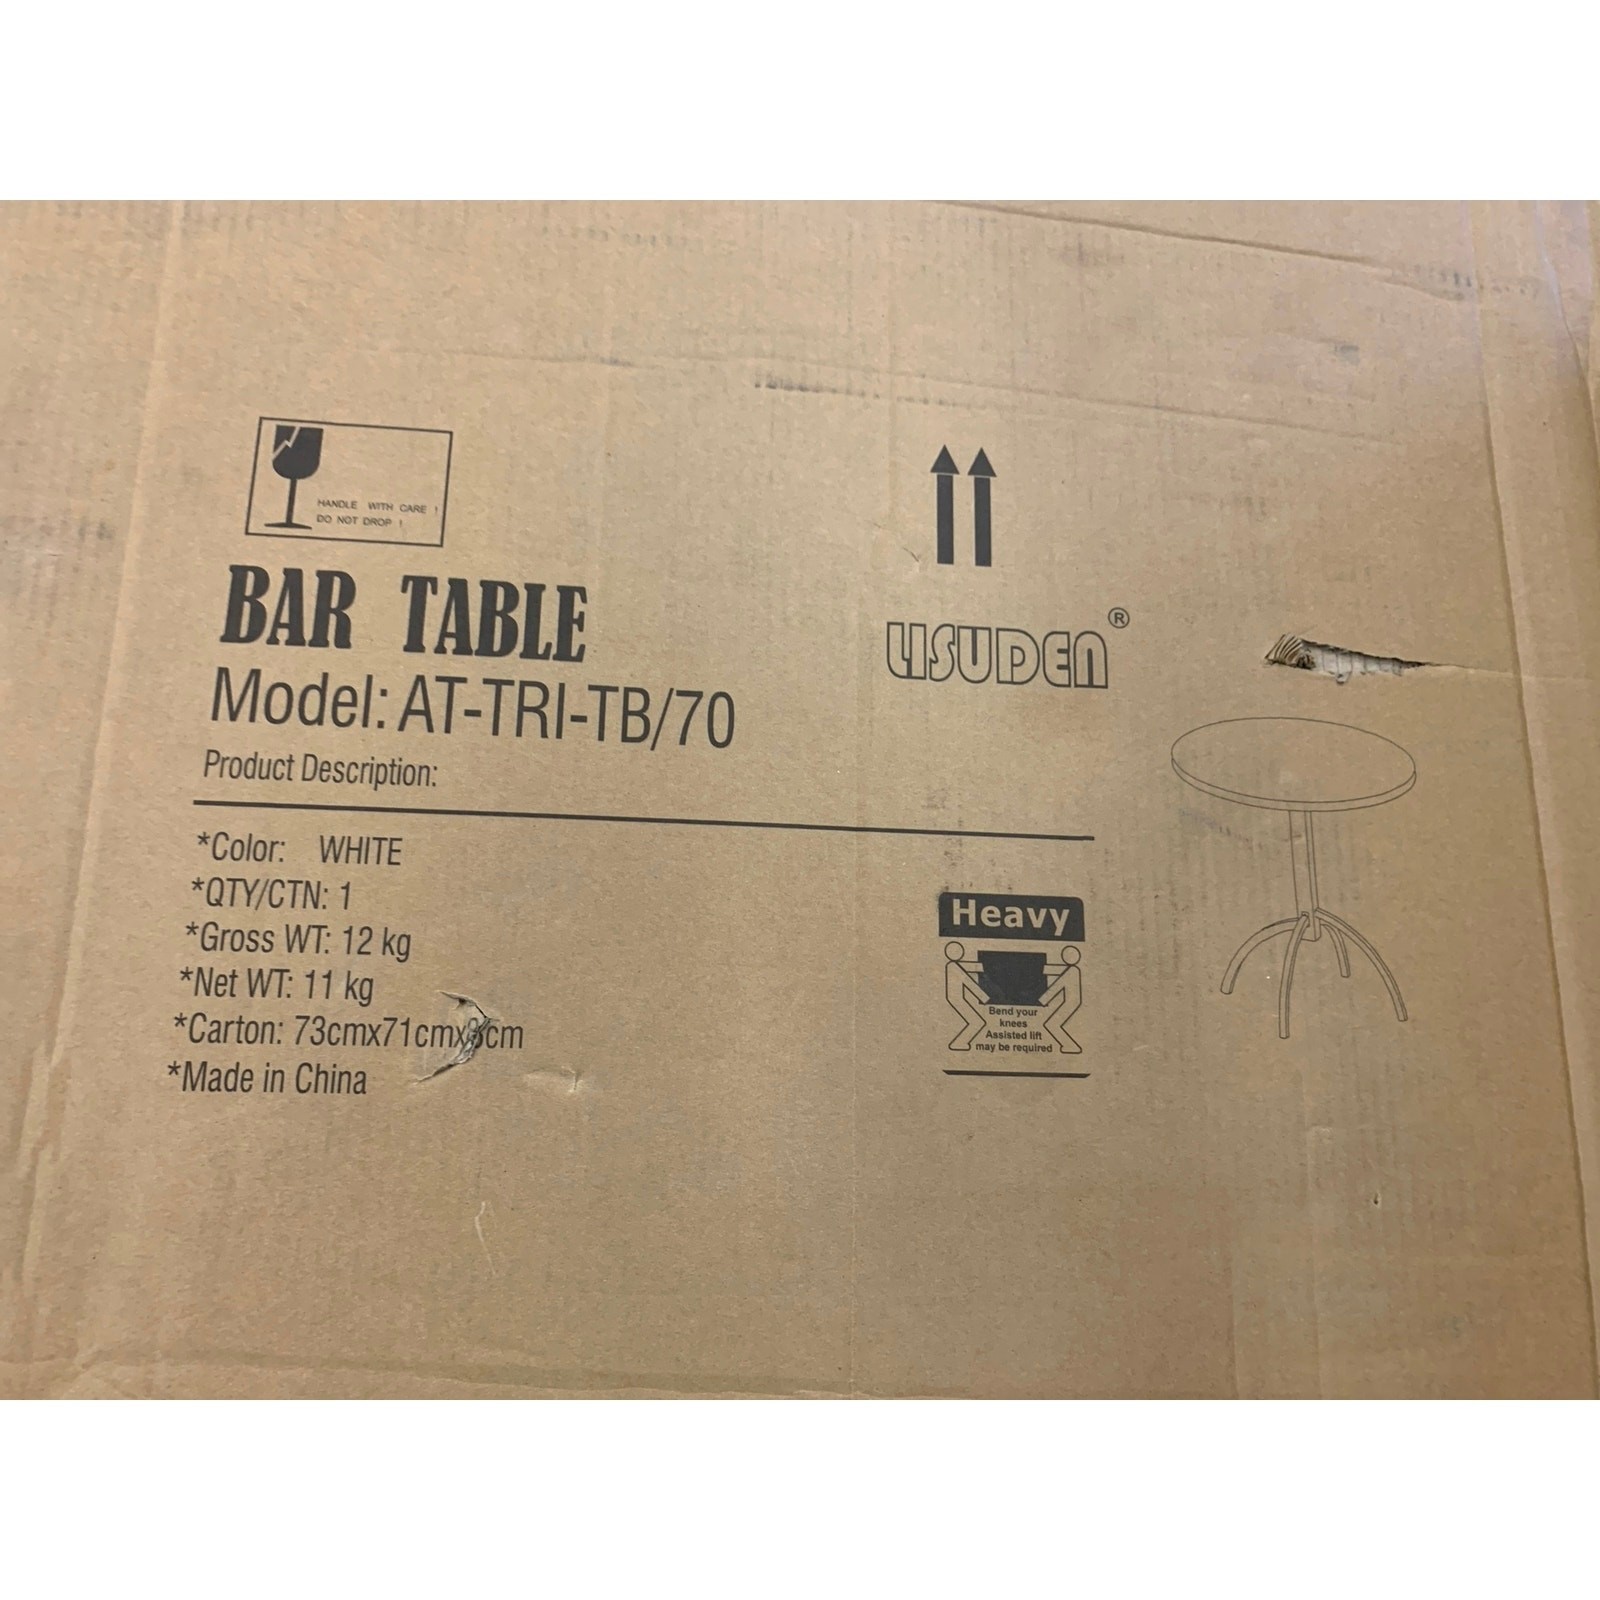 HANDLE WITH CARE !
DO NOT DROP !
BAR TABLE
Model: AT-TRI-TB/70
Product Description:
LISUDEN®
*Color: WHITE
*QTY/CTN: 1
*Gross WT: 12 kg
*Net WT: 11 kg
*Carton: 73cmx71cmx8cm
*Made in China
Heavy
Bend your
knees
Assisted lift
may be required